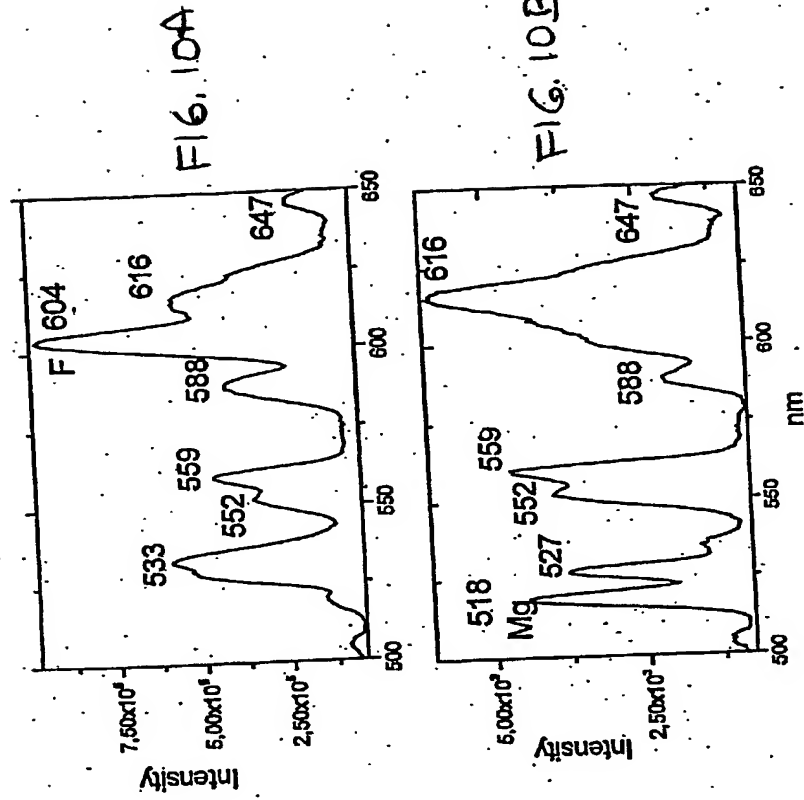 FIG. 10A
F
604
616
588
647
559
552
533
7,50x10⁵
5,00x10⁵
2,50x10⁵
Intensity
500
550
600
650
FIG. 10B
616
647
588
559
552
527
518
Mg
5,00x10³
2,50x10³
Intensity
500
550
600
650
nm